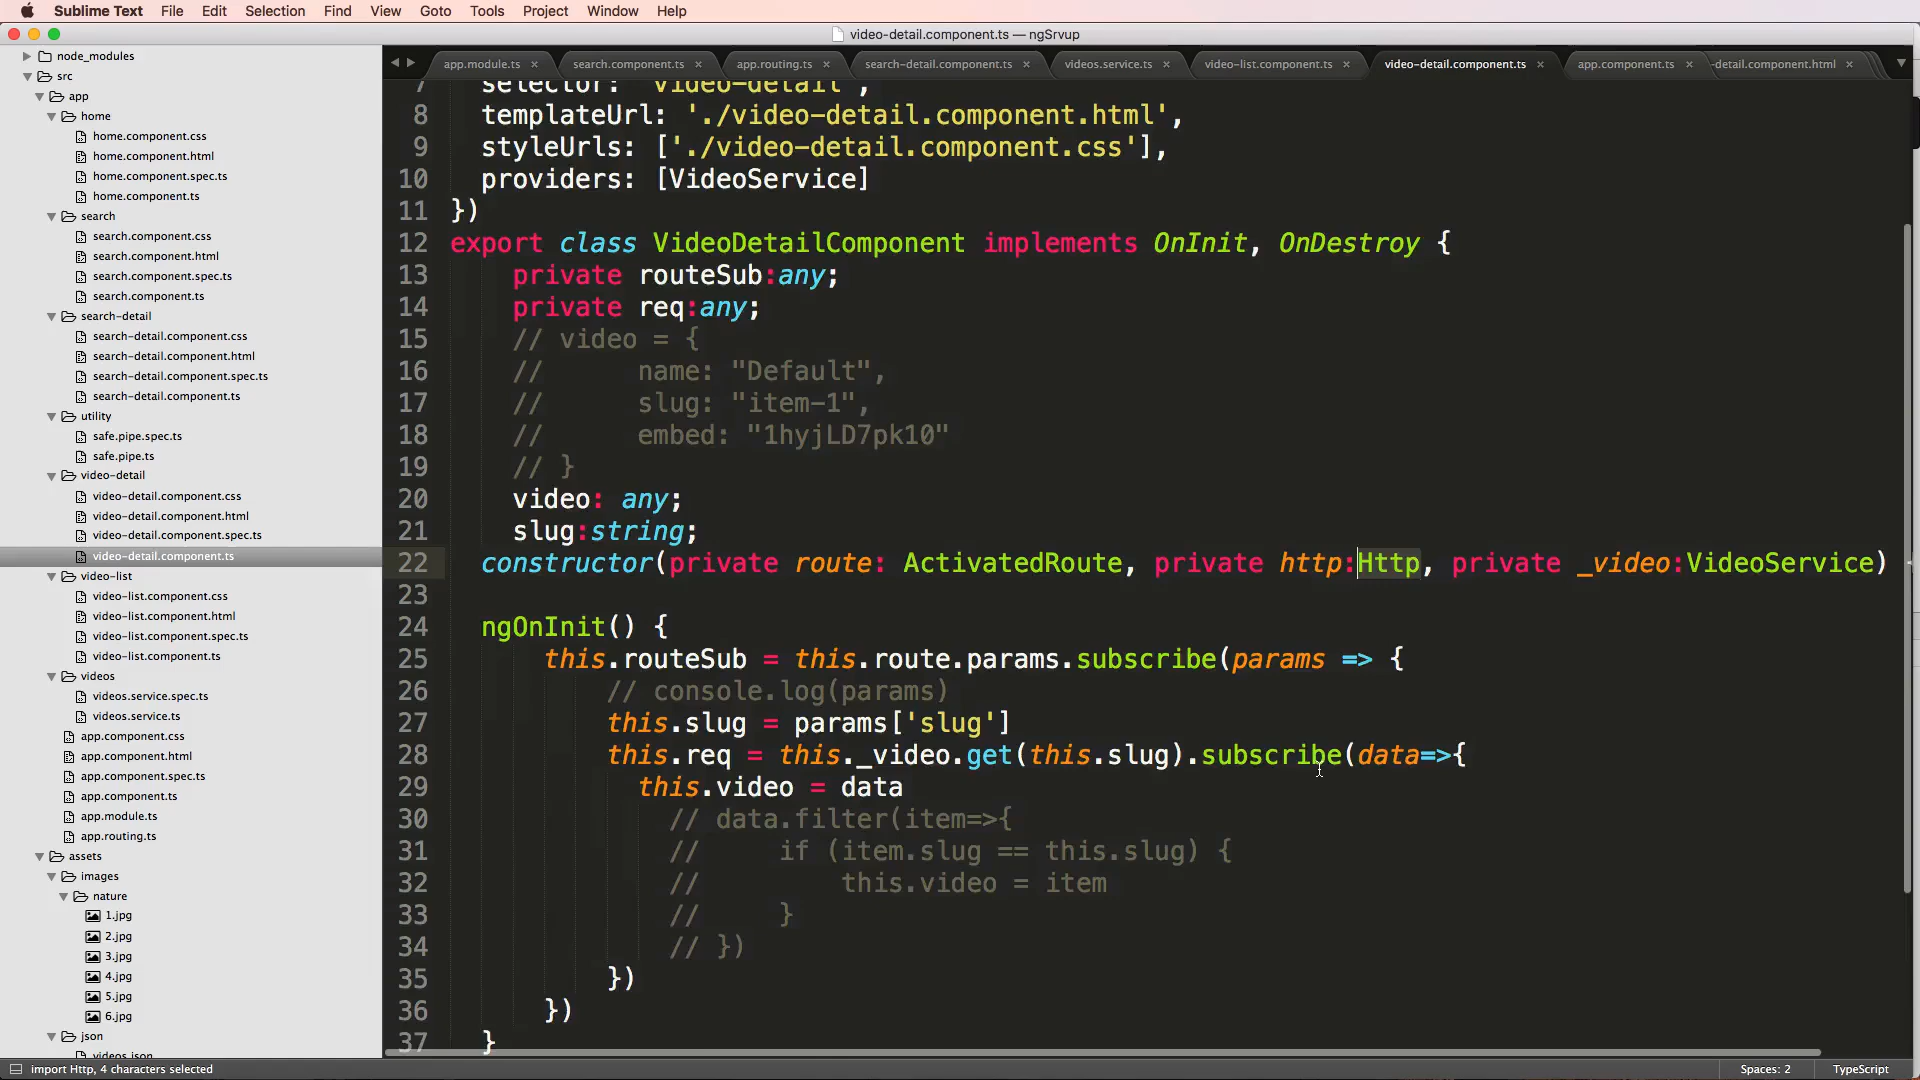 Sublime Text File Edit Selection Find View Goto Tools Project Window Help
video-detail.component.ts — ngSrvup
node_modules
src
app
home
home.component.css
home.component.html
home.component.spec.ts
home.component.ts
search
search.component.css
search.component.html
search.component.spec.ts
search.component.ts
search-detail
search-detail.component.css
search-detail.component.html
search-detail.component.spec.ts
search-detail.component.ts
utility
safe.pipe.spec.ts
safe.pipe.ts
video-detail
video-detail.component.css
video-detail.component.html
video-detail.component.spec.ts
video-detail.component.ts
video-list
video-list.component.css
video-list.component.html
video-list.component.spec.ts
video-list.component.ts
videos
videos.service.spec.ts
videos.service.ts
app.component.css
app.component.html
app.component.spec.ts
app.component.ts
app.module.ts
app.routing.ts
assets
images
nature
1.jpg
2.jpg
3.jpg
4.jpg
5.jpg
6.jpg
json
videos.json
app.module.ts × search.component.ts × app.routing.ts × search-detail.component.ts × videos.service.ts × video-list.component.ts × video-detail.component.ts × app.component.ts × -detail.component.html ×
7 selector: 'video-detail',
8 templateUrl: './video-detail.component.html',
9 styleUrls: ['./video-detail.component.css'],
10 providers: [VideoService]
11 })
12 export class VideoDetailComponent implements OnInit, OnDestroy {
13 private routeSub:any;
14 private req:any;
15 // video = {
16 // name: "Default",
17 // slug: "item-1",
18 // embed: "1hyjLD7pk10"
19 // }
20 video: any;
21 slug:string;
22 constructor(private route: ActivatedRoute, private http:Http, private _video:VideoService)
23
24 ngOnInit() {
25 this.routeSub = this.route.params.subscribe(params => {
26 // console.log(params)
27 this.slug = params['slug']
28 this.req = this._video.get(this.slug).subscribe(data=>{
29 this.video = data
30 // data.filter(item=>{
31 // if (item.slug == this.slug) {
32 // this.video = item
33 // }
34 // })
35 })
36 })
37 }
import Http, 4 characters selected
Spaces: 2 TypeScript